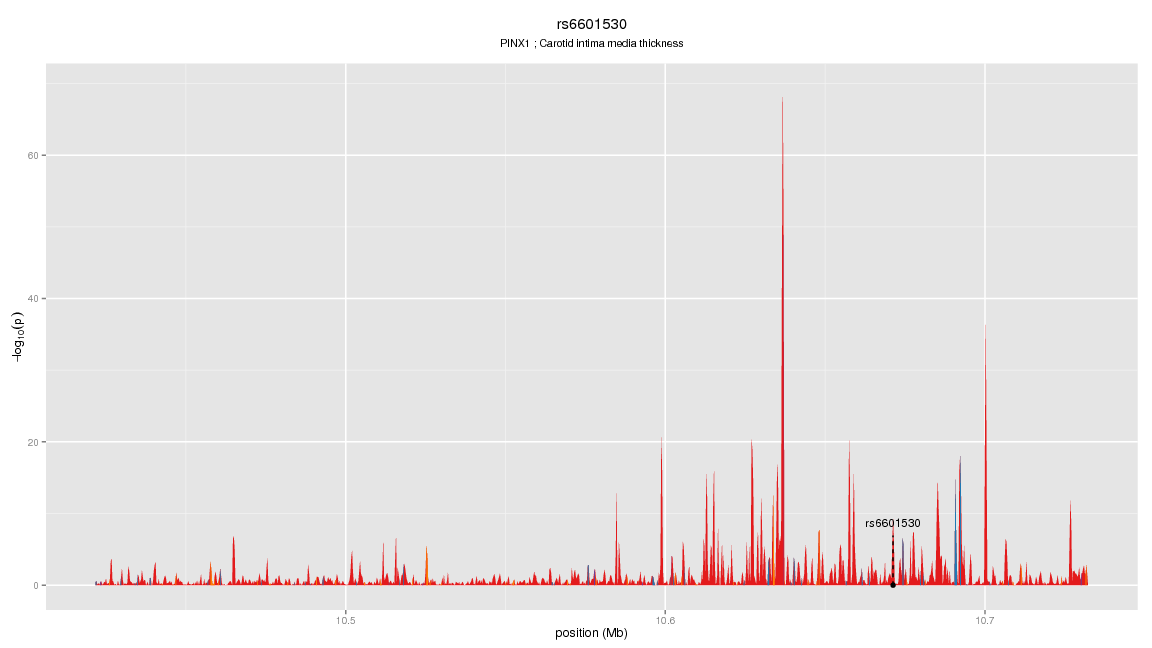 rs6601530
PINX1 ; Carotid intima media thickness
60
40
20
0
−log10(p)
rs6601530
10.5
10.6
10.7
position (Mb)